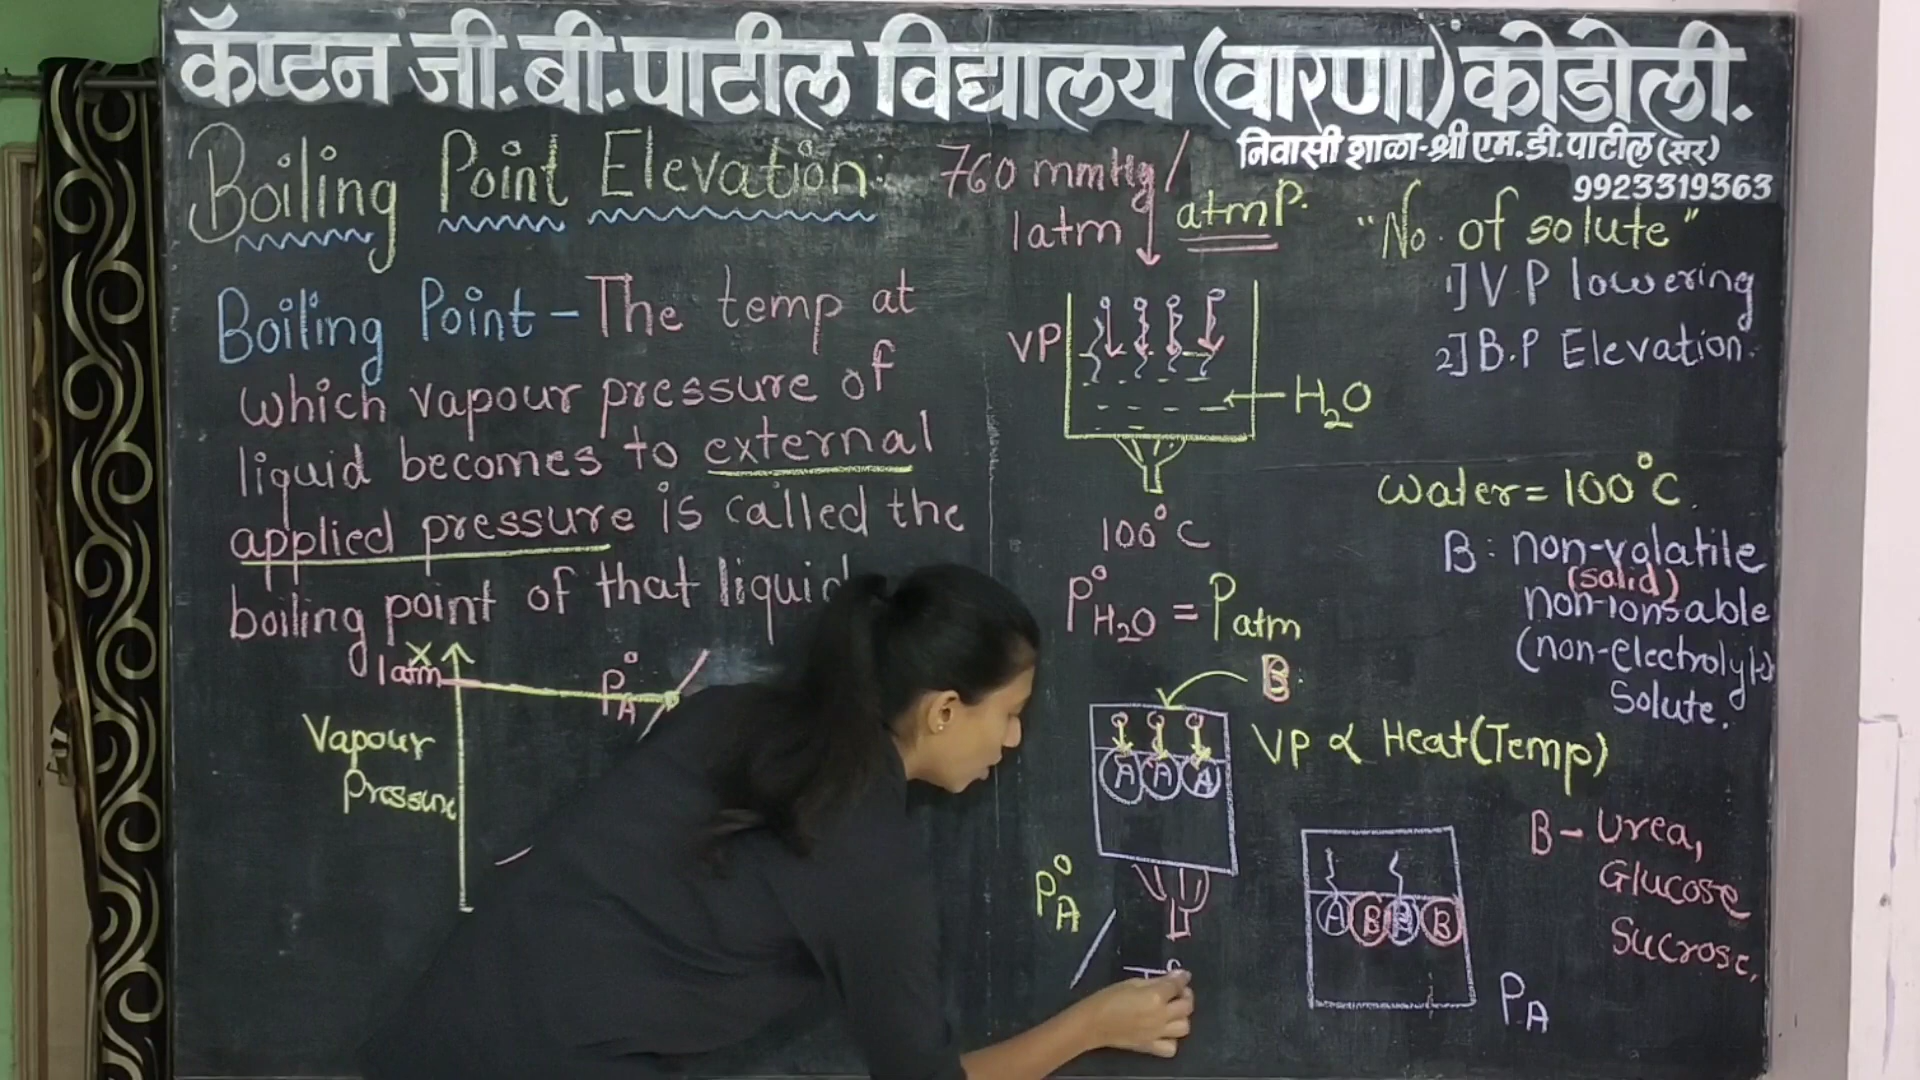 कॅप्टन जी.बी.पाटील विद्यालय (वारणा) कोडोली.
निवासी शाळा-श्री एम.डी.पाटील (सर)
9923319363
Boiling Point Elevation:
Boiling Point - The temp at
which vapour pressure of
liquid becomes to external
applied pressure is called the
boiling point of that liquid
X
1atm
P°A
Vapour
Pressure
760 mmHg/
1atm
atm P.
VP
H2O
100°C
P°H2O = Patm
B
A A A
P°A
VP ∝ Heat(Temp)
"No. of solute"
1] V P lowering
2] B.P Elevation.
Water = 100°C.
B: non-volatile
(solid)
non-ionsable
(non-electrolyt
Solute.
B - Urea,
Glucose
Sucrose,
A B A B
PA